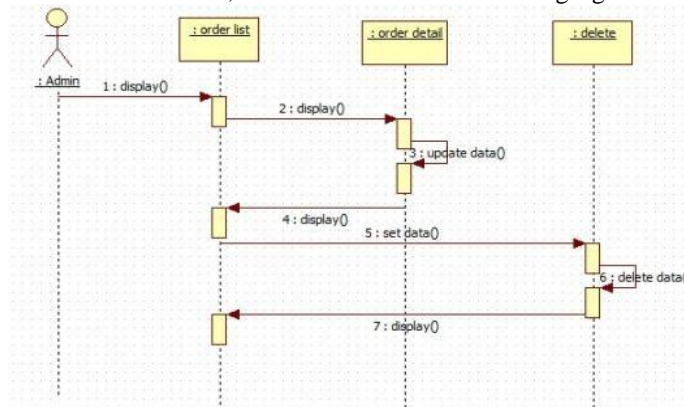 : order list
: order detail
: delete
: Admin
1 : display()
2 : display()
3 : update data()
4 : display()
5 : set data()
6 : delete data(
7 : display()